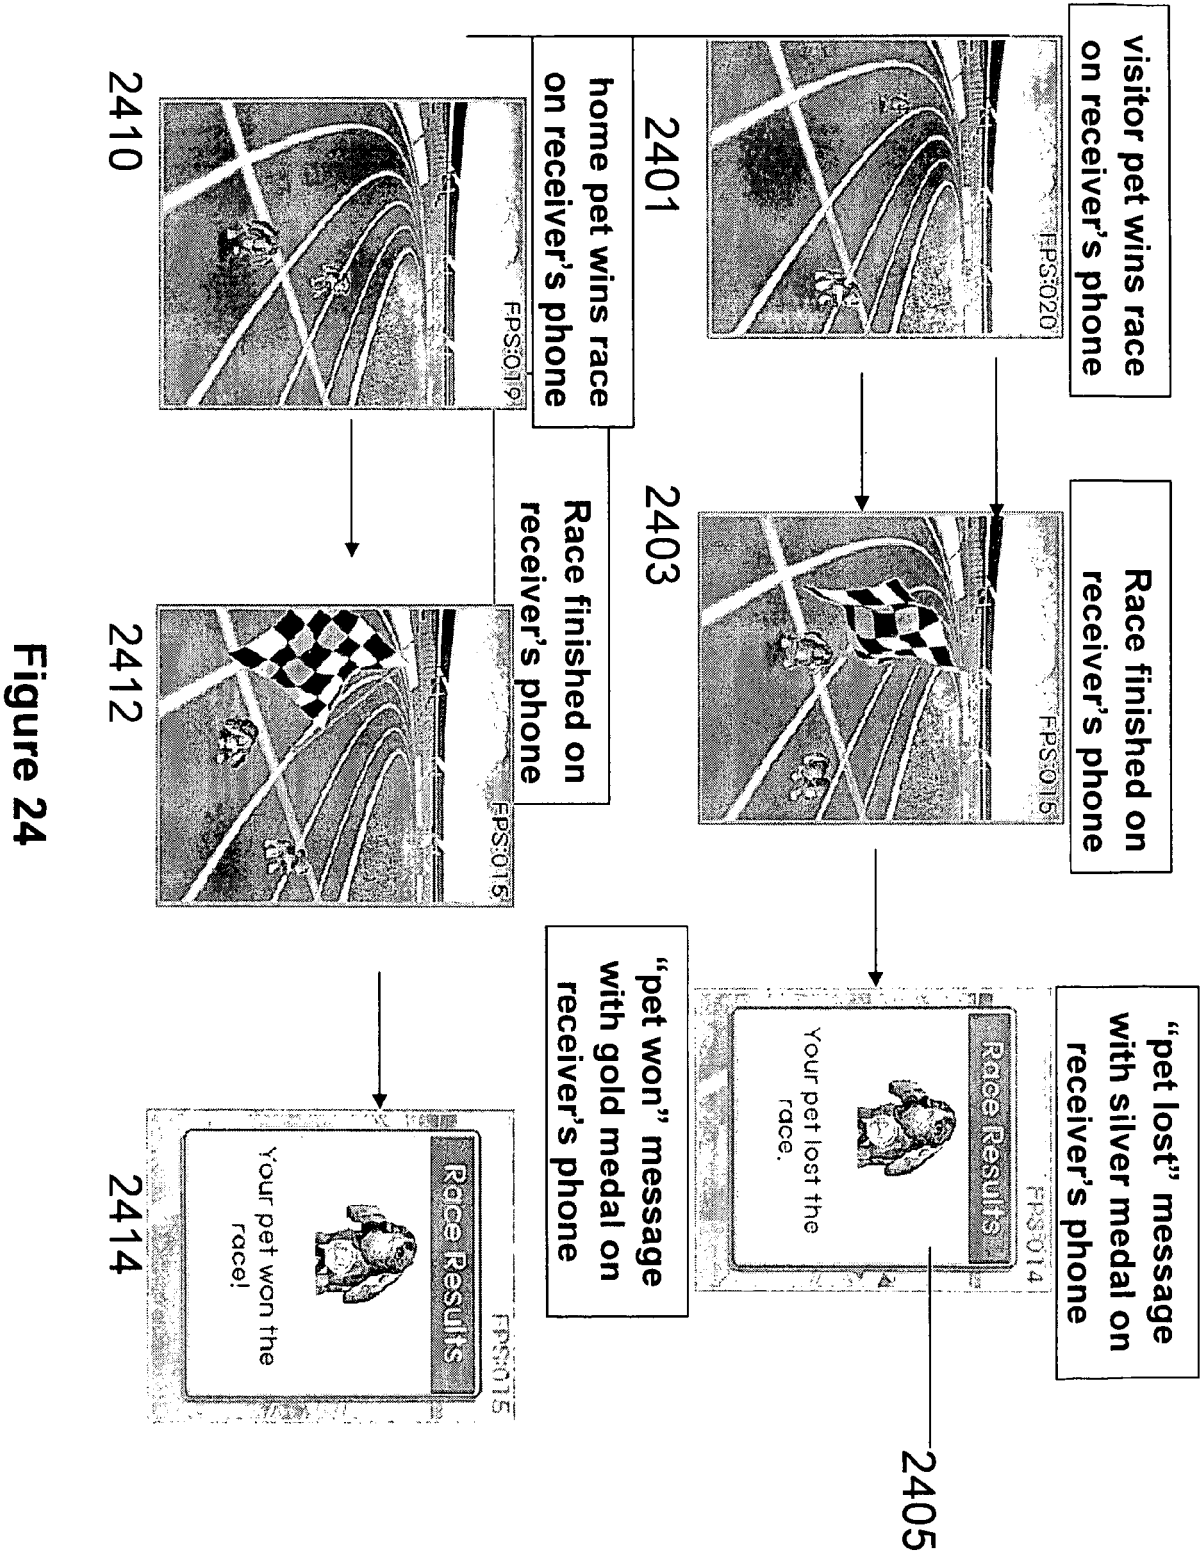 visitor pet wins race
on receiver's phone
Race finished on
receiver's phone
“pet lost” message
with silver medal on
receiver's phone
FPS:020
FPS:015
FPS:014
Race Results
Your pet lost the
race.
2401
2403
2405
home pet wins race
on receiver's phone
Race finished on
receiver's phone
“pet won” message
with gold medal on
receiver's phone
FPS:019
FPS:015
FPS:015
Race Results
Your pet won the
race!
2410
2412
2414
Figure 24